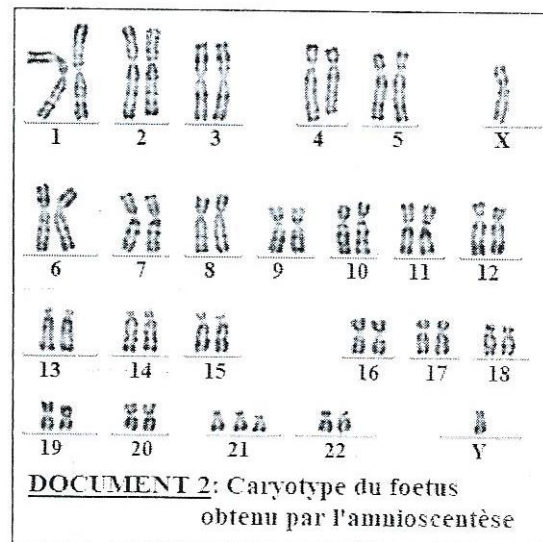 1 2 3 4 5 X
6 7 8 9 10 11 12
13 14 15 16 17 18
19 20 21 22 Y
DOCUMENT 2: Caryotype du foetus
obtenu par l'amnioscentèse